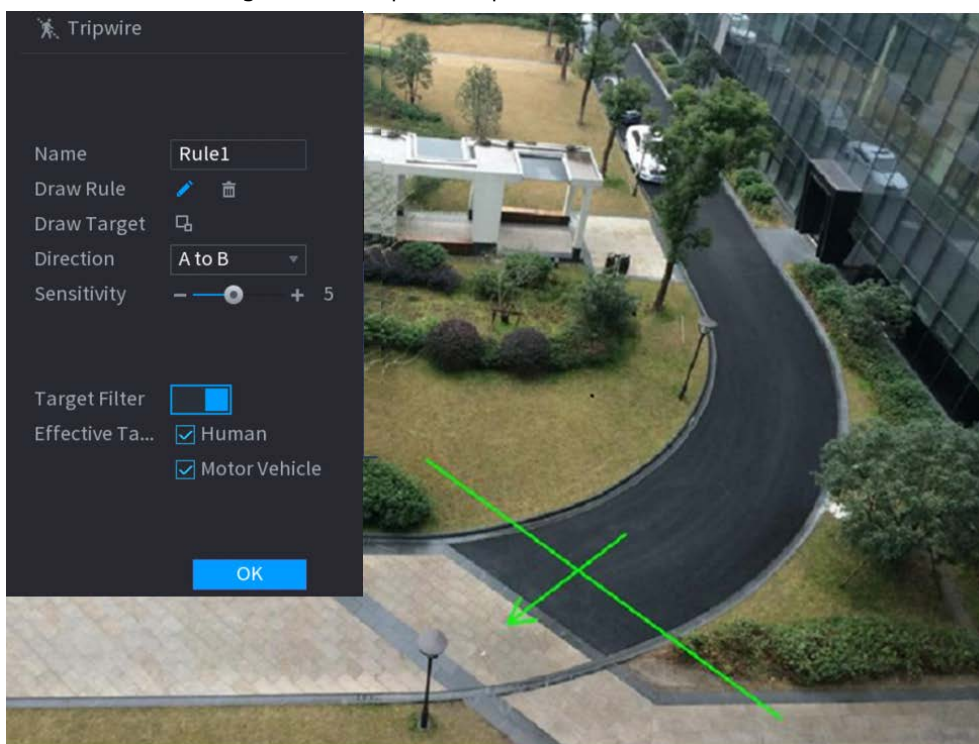 Tripwire
Name Rule1
Draw Rule
Draw Target
Direction A to B
Sensitivity - + 5
Target Filter
Effective Ta... Human
Motor Vehicle
OK